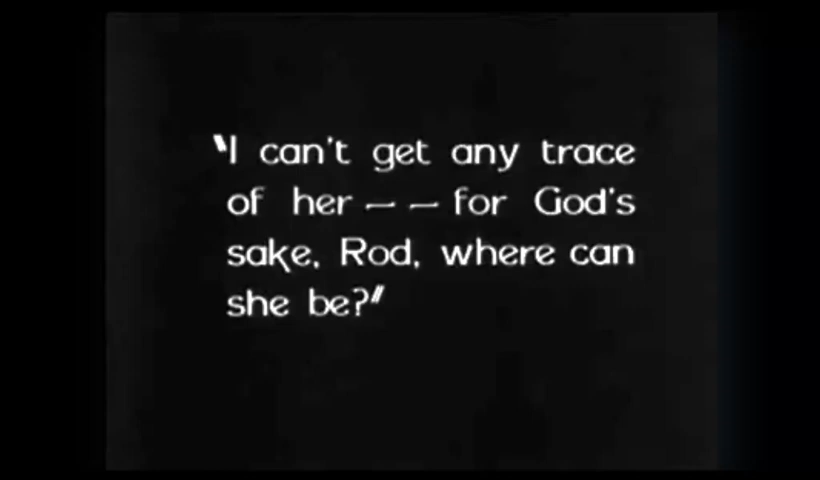 "I can't get any trace
of her — — for God's
sake, Rod, where can
she be?"